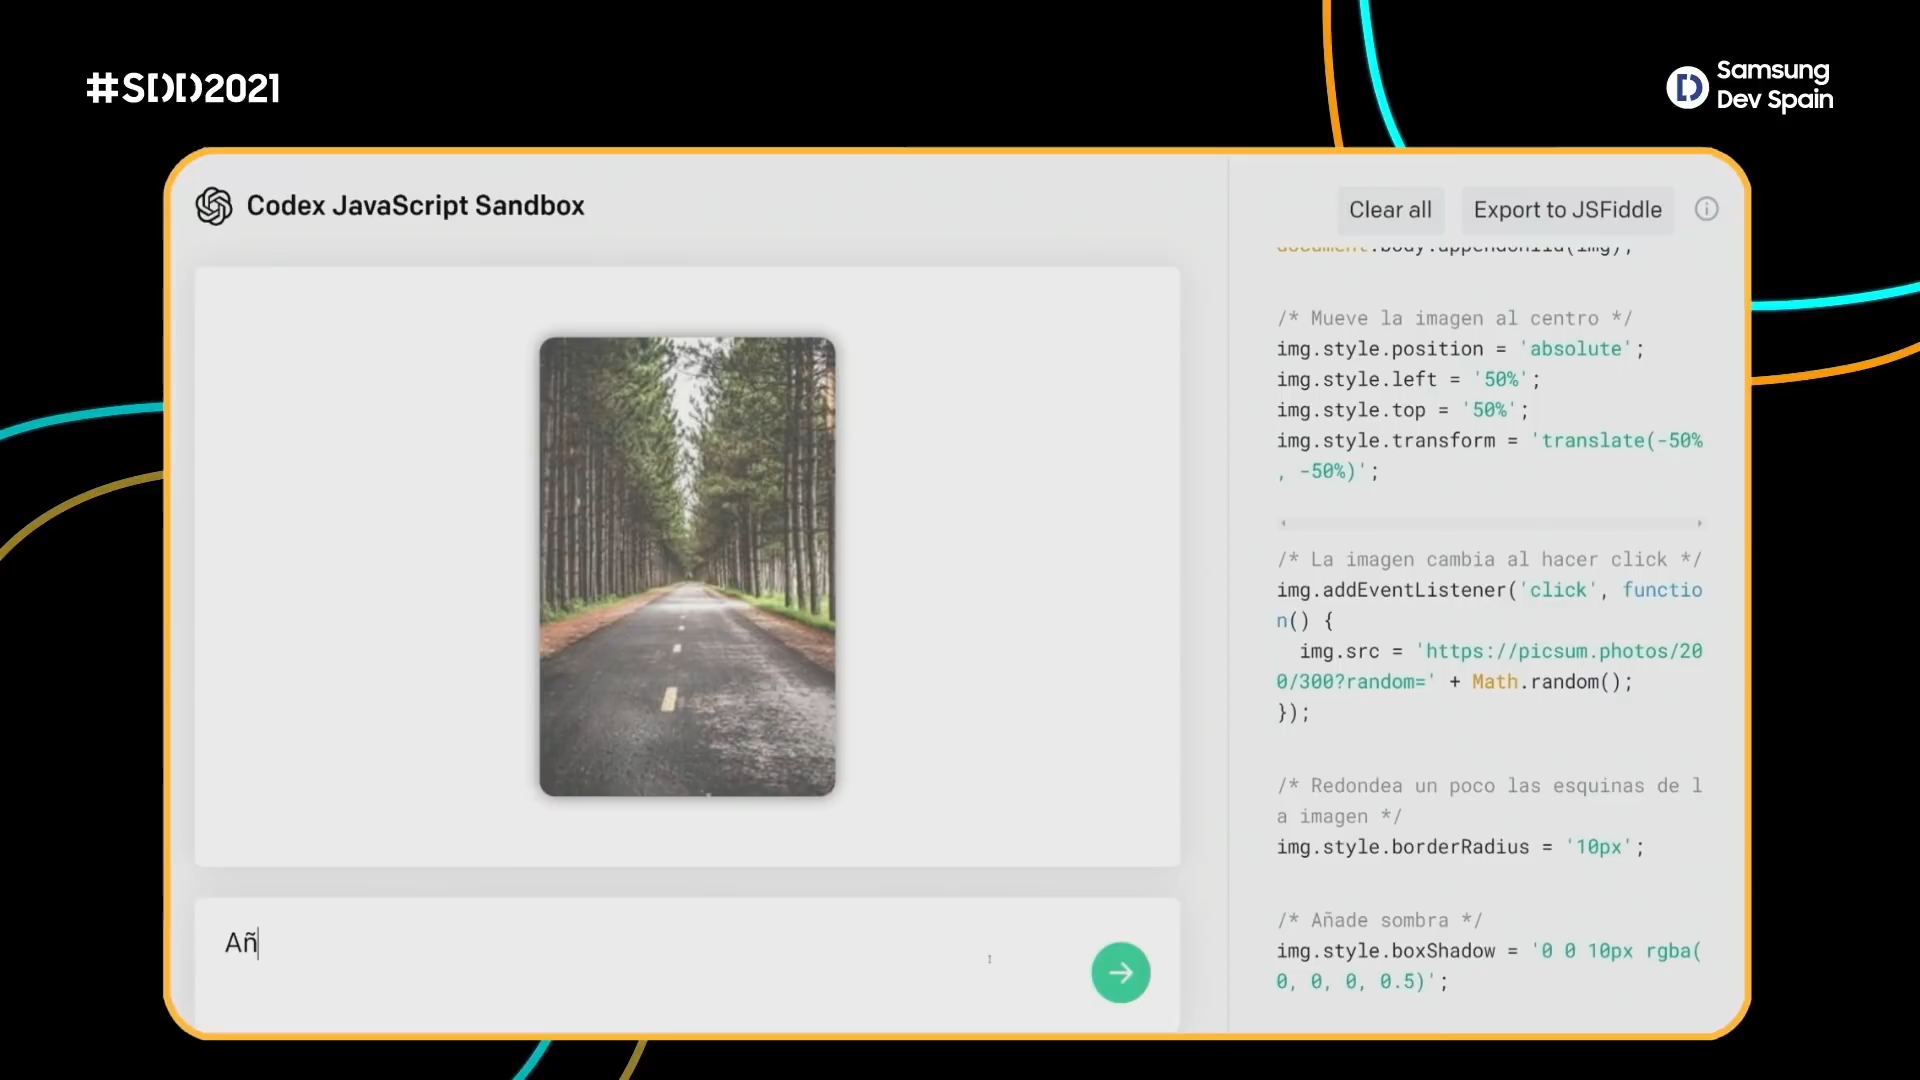 #SDD2021
Samsung
Dev Spain
Codex JavaScript Sandbox
Clear all
Export to JSFiddle
document.body.appendChild(img);
/* Mueve la imagen al centro */
img.style.position = 'absolute';
img.style.left = '50%';
img.style.top = '50%';
img.style.transform = 'translate(-50%
, -50%)';
/* La imagen cambia al hacer click */
img.addEventListener('click', functio
n() {
img.src = 'https://picsum.photos/20
0/300?random=' + Math.random();
});
/* Redondea un poco las esquinas de l
a imagen */
img.style.borderRadius = '10px';
/* Añade sombra */
img.style.boxShadow = '0 0 10px rgba(
0, 0, 0, 0.5)';
Añ